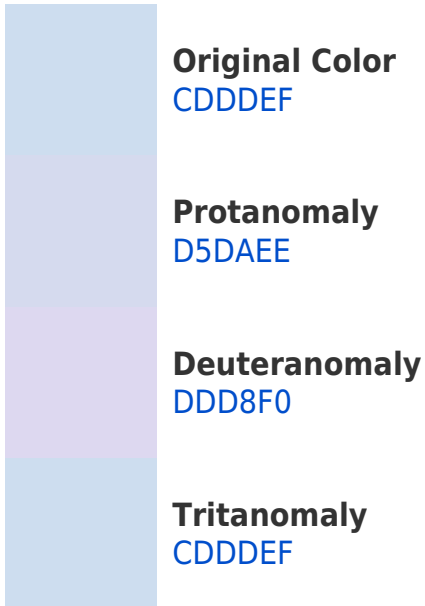 Original Color
CDDDEF
Protanomaly
D5DAEE
Deuteranomaly
DDD8F0
Tritanomaly
CDDDEF